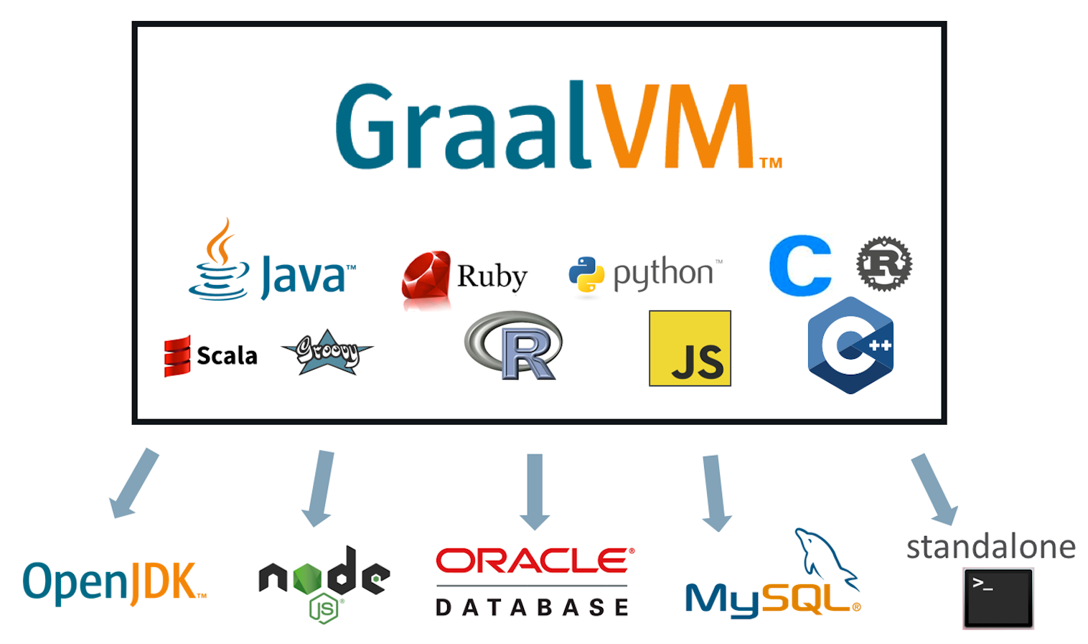 GraalVM™
Java™
Ruby
python™
C
R
Scala
Groovy
R
JS
C++
OpenJDK™
node
JS®
ORACLE®
DATABASE
MySQL®
standalone
>_